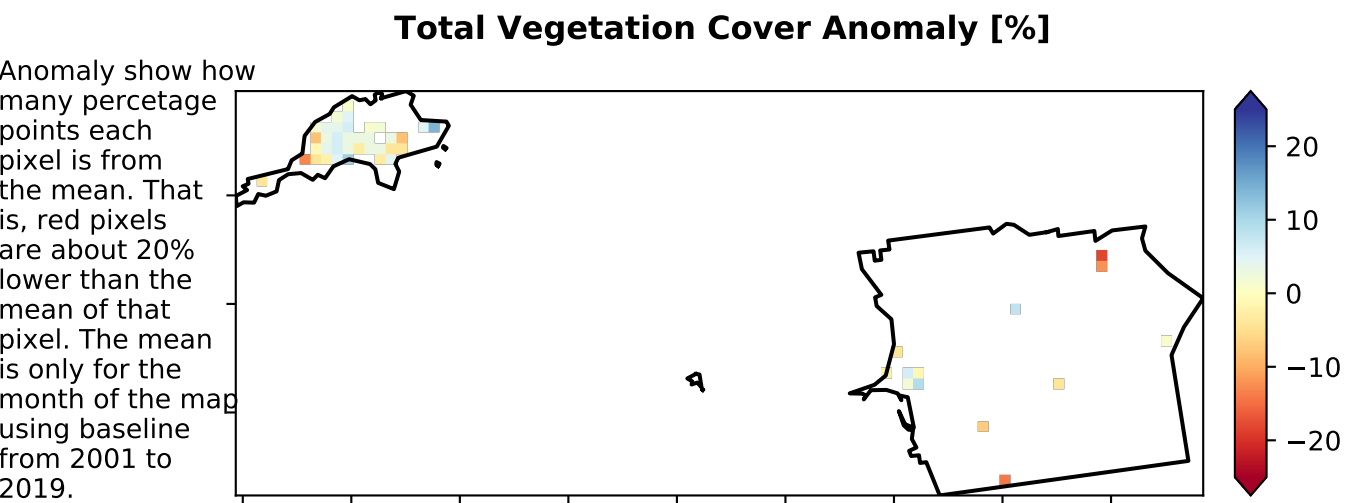 Total Vegetation Cover Anomaly [%]
Anomaly show how
many percetage
points each
pixel is from
the mean. That
is, red pixels
are about 20%
lower than the
mean of that
pixel. The mean
is only for the
month of the map
using baseline
from 2001 to
2019.
20
10
0
−10
−20